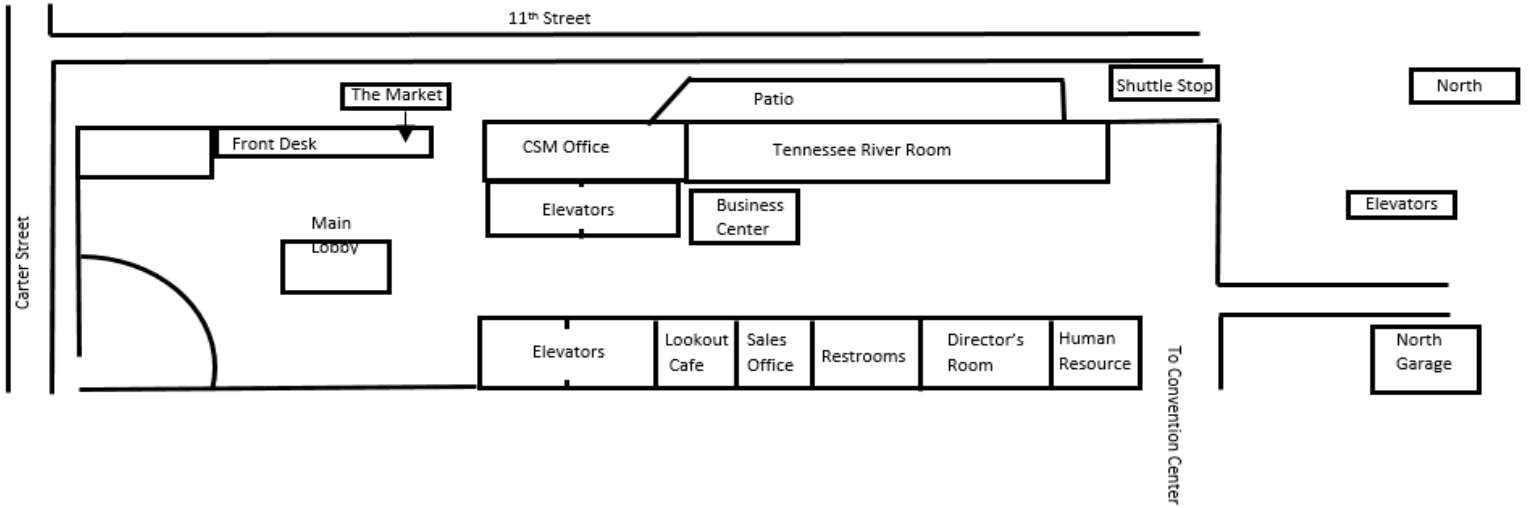 11th Street
The Market
Patio
Shuttle Stop
North
Front Desk
CSM Office
Tennessee River Room
Elevators
Business
Center
Elevators
Main
Lobby
Carter Street
Elevators
Lookout
Cafe
Sales
Office
Restrooms
Director's
Room
Human
Resource
North
Garage
To Convention Center